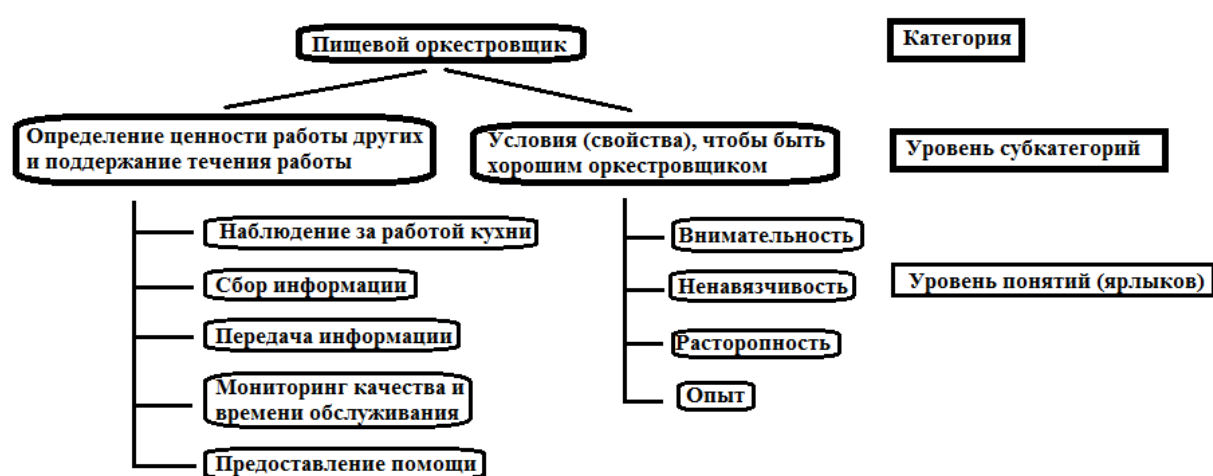 Пищевой оркестровщик
Категория
Определение ценности работы других
и поддержание течения работы
Условия (свойства), чтобы быть
хорошим оркестровщиком
Уровень субкатегорий
Наблюдение за работой кухни
Сбор информации
Передача информации
Мониторинг качества и
времени обслуживания
Предоставление помощи
Внимательность
Ненавязчивость
Расторопность
Опыт
Уровень понятий (ярлыков)